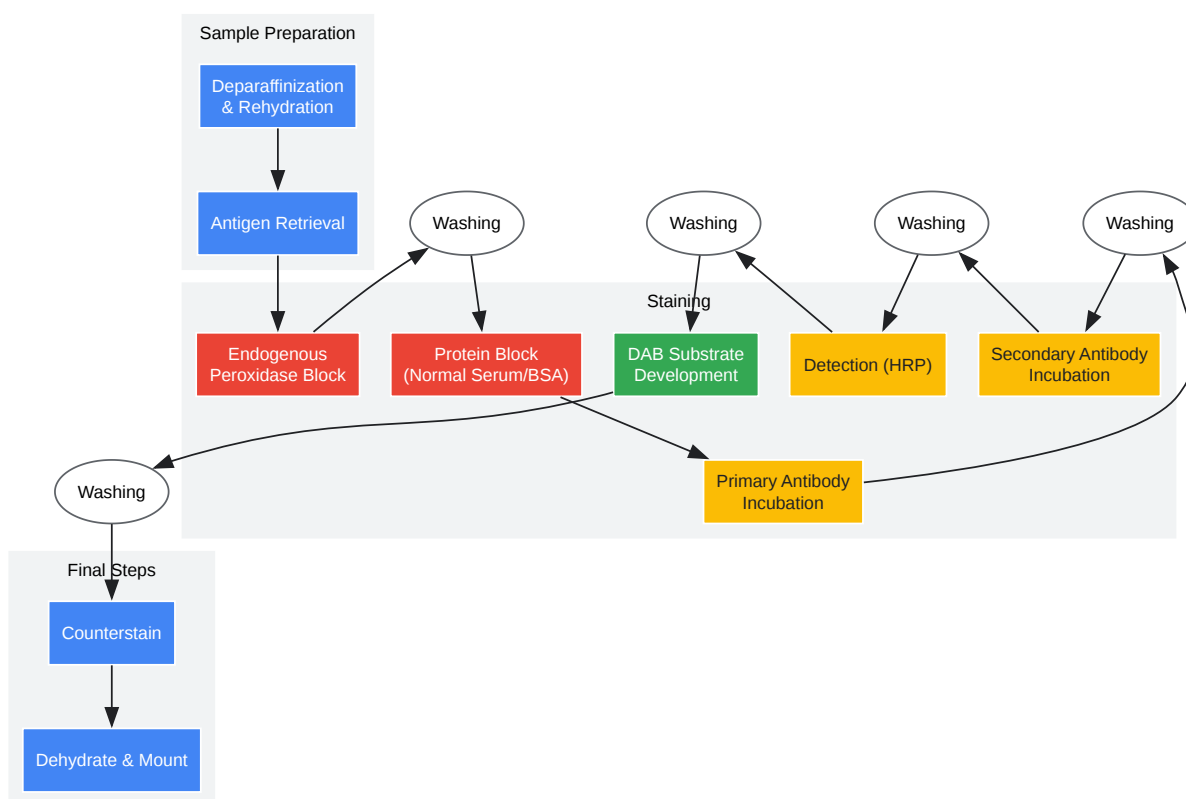 Sample Preparation
Deparaffinization
& Rehydration
Antigen Retrieval
Washing
Washing
Washing
Washing
Staining
Endogenous
Peroxidase Block
Protein Block
(Normal Serum/BSA)
DAB Substrate
Development
Detection (HRP)
Secondary Antibody
Incubation
Primary Antibody
Incubation
Washing
Final Steps
Counterstain
Dehydrate & Mount